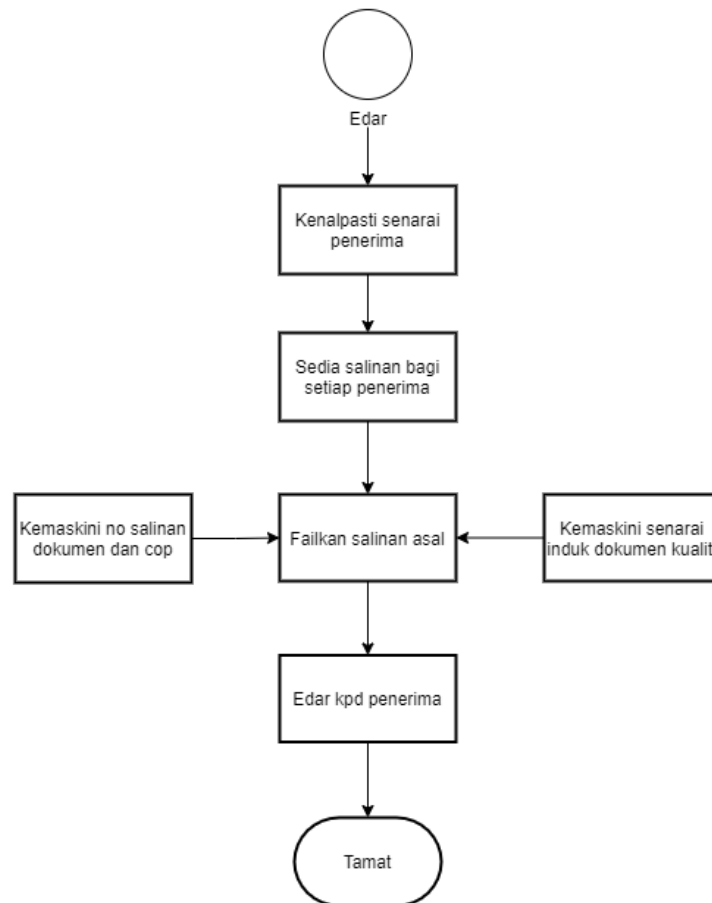 Edar
Kenalpasti senarai
penerima
Sedia salinan bagi
setiap penerima
Kemaskini no salinan
dokumen dan cop
Failkan salinan asal
Kemaskini senarai
induk dokumen kualit
Edar kpd penerima
Tamat